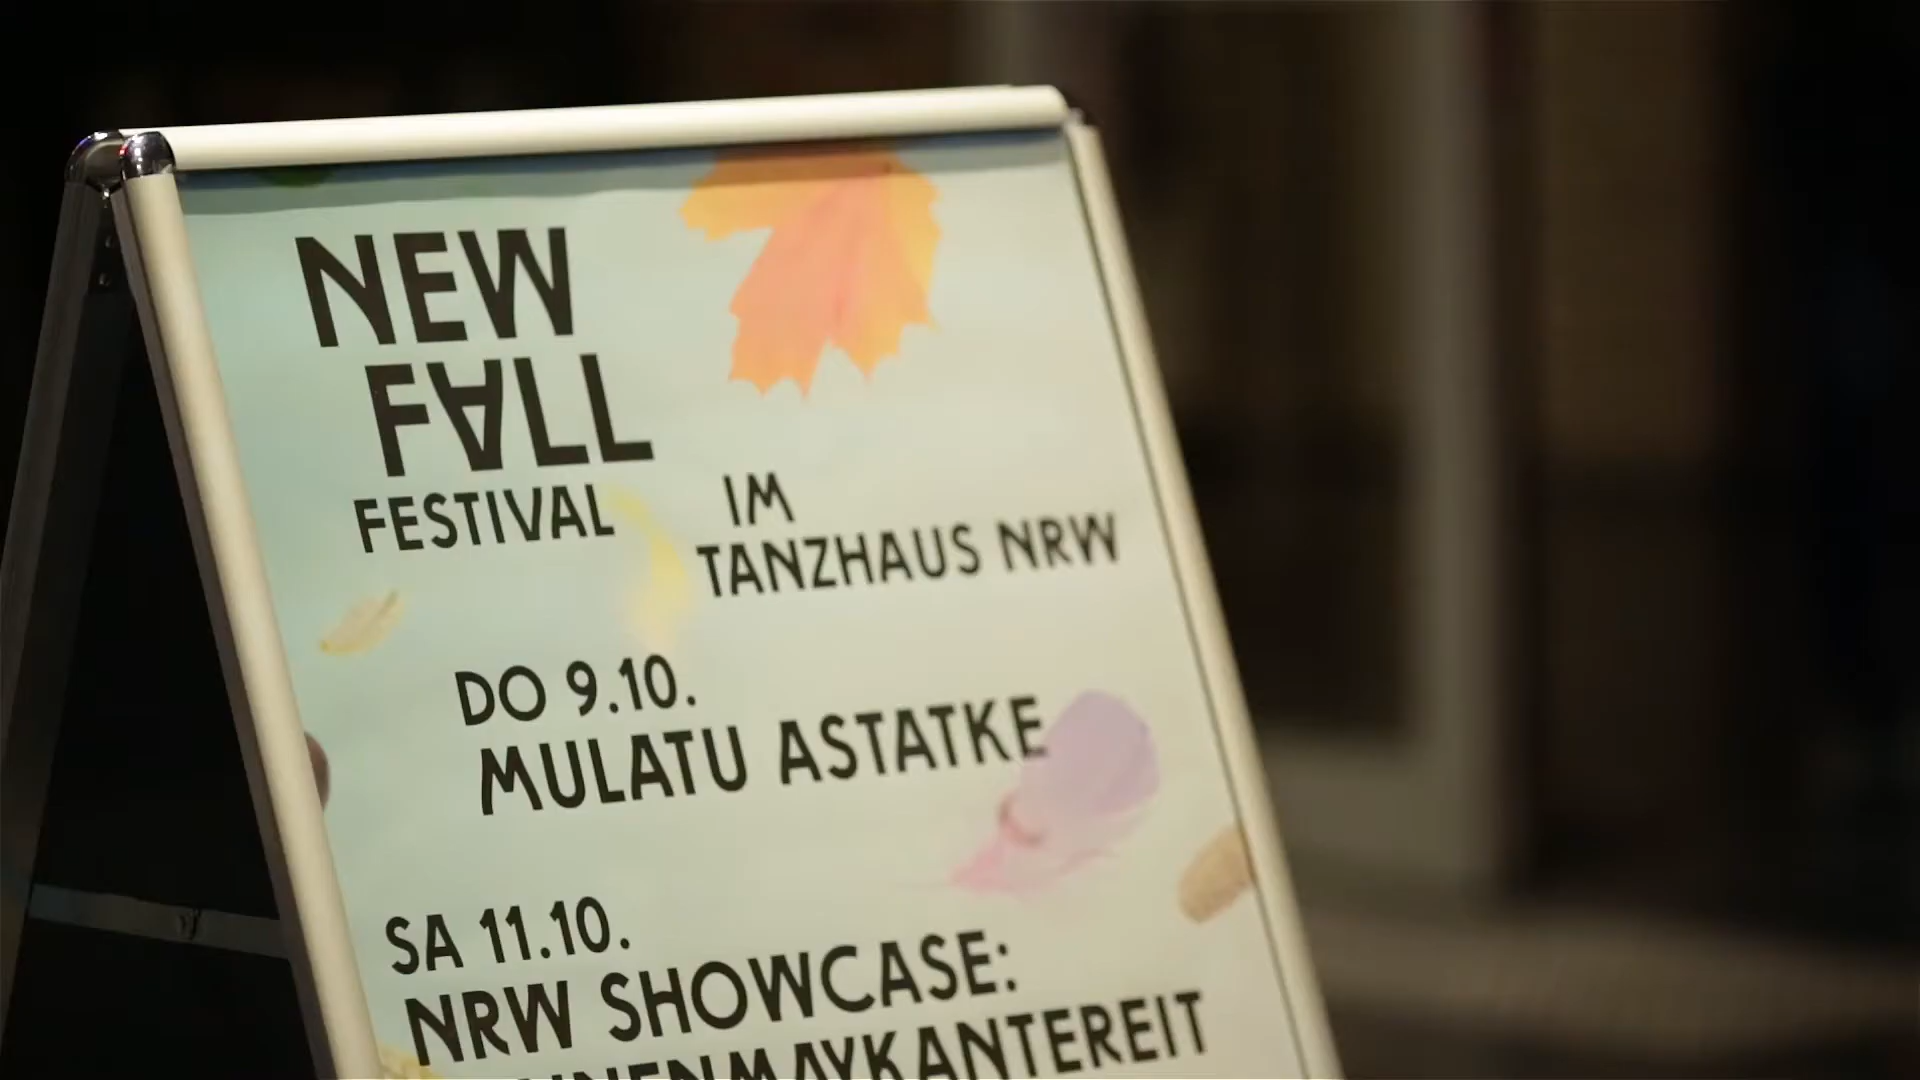 NEW
FALL
FESTIVAL
IM
TANZHAUS NRW
DO 9.10.
MULATU ASTATKE
SA 11.10.
NRW SHOWCASE: